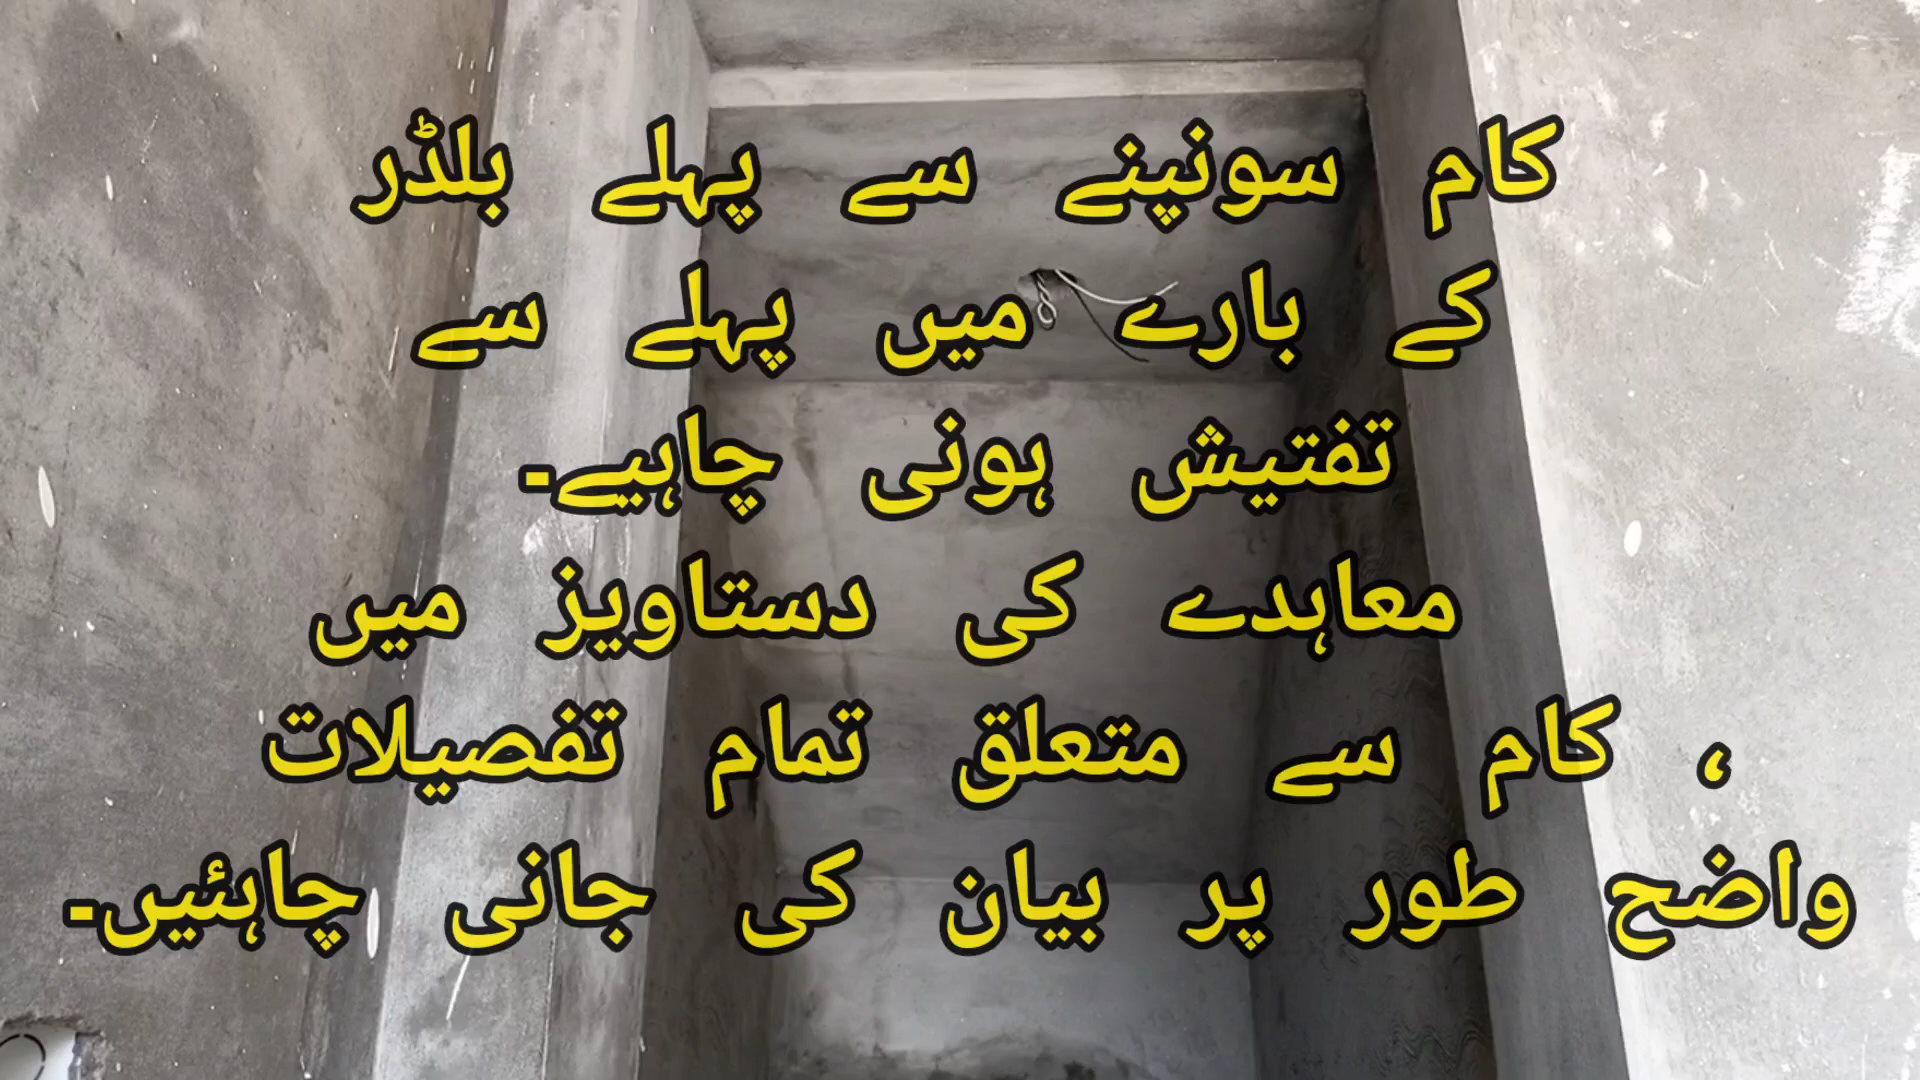 کام سونپنے سے پہلے بلڈر
کے بارے میں پہلے سے
تفتیش ہونی چاہیے۔
معاہدے کی دستاویز میں
، کام سے متعلق تمام تفصیلات
واضح طور پر بیان کی جانی چاہئیں۔